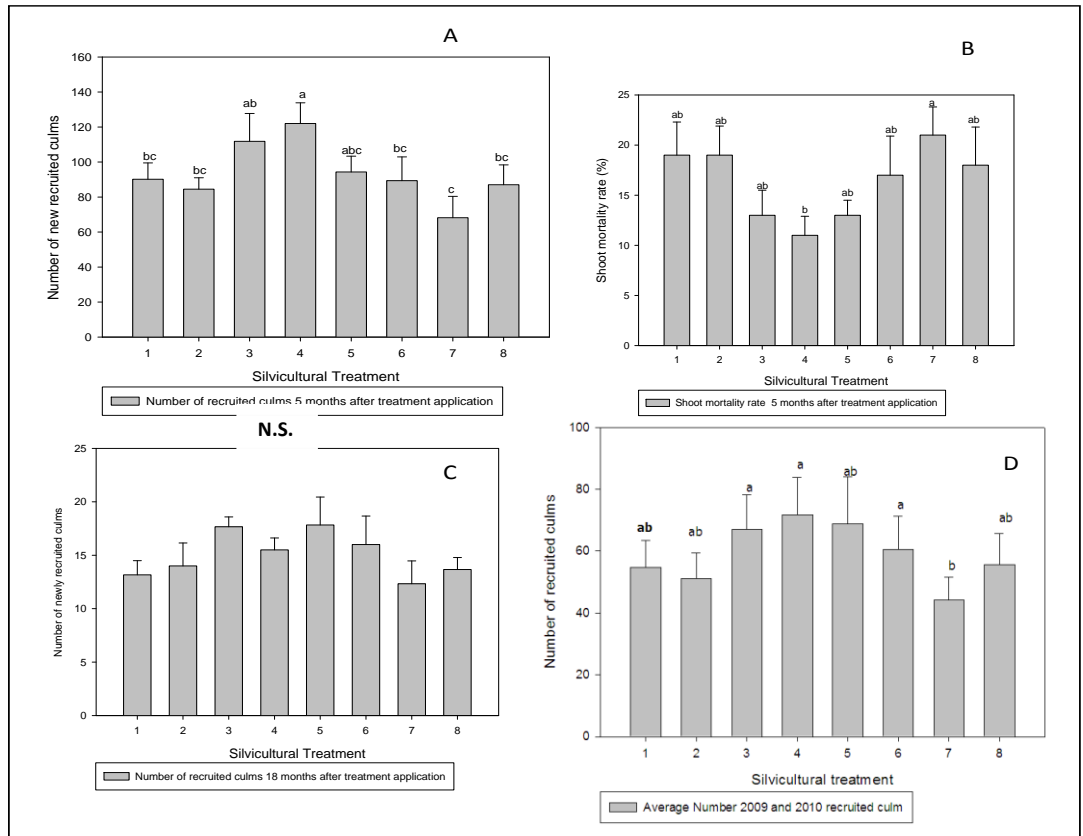 A
Number of new recruited culms
160
140
120
100
80
60
40
20
0
bc
bc
ab
a
abc
bc
c
bc
1 2 3 4 5 6 7 8
Silvicultural Treatment
Number of recruited culms 5 months after treatment application
B
Shoot mortality rate (%)
25
20
15
10
5
0
ab
ab
ab
b
ab
ab
a
ab
1 2 3 4 5 6 7 8
Silvicultural Treatment
Shoot mortality rate 5 months after treatment application
N.S.
C
Number of newly recruited culms
25
20
15
10
5
0
1 2 3 4 5 6 7 8
Silvicultural Treatment
Number of recruited culms 18 months after treatment application
D
Number of recruited culms
100
80
60
40
20
0
ab
ab
a
a
ab
a
b
ab
1 2 3 4 5 6 7 8
Silvicultural treatment
Average Number 2009 and 2010 recruited culm